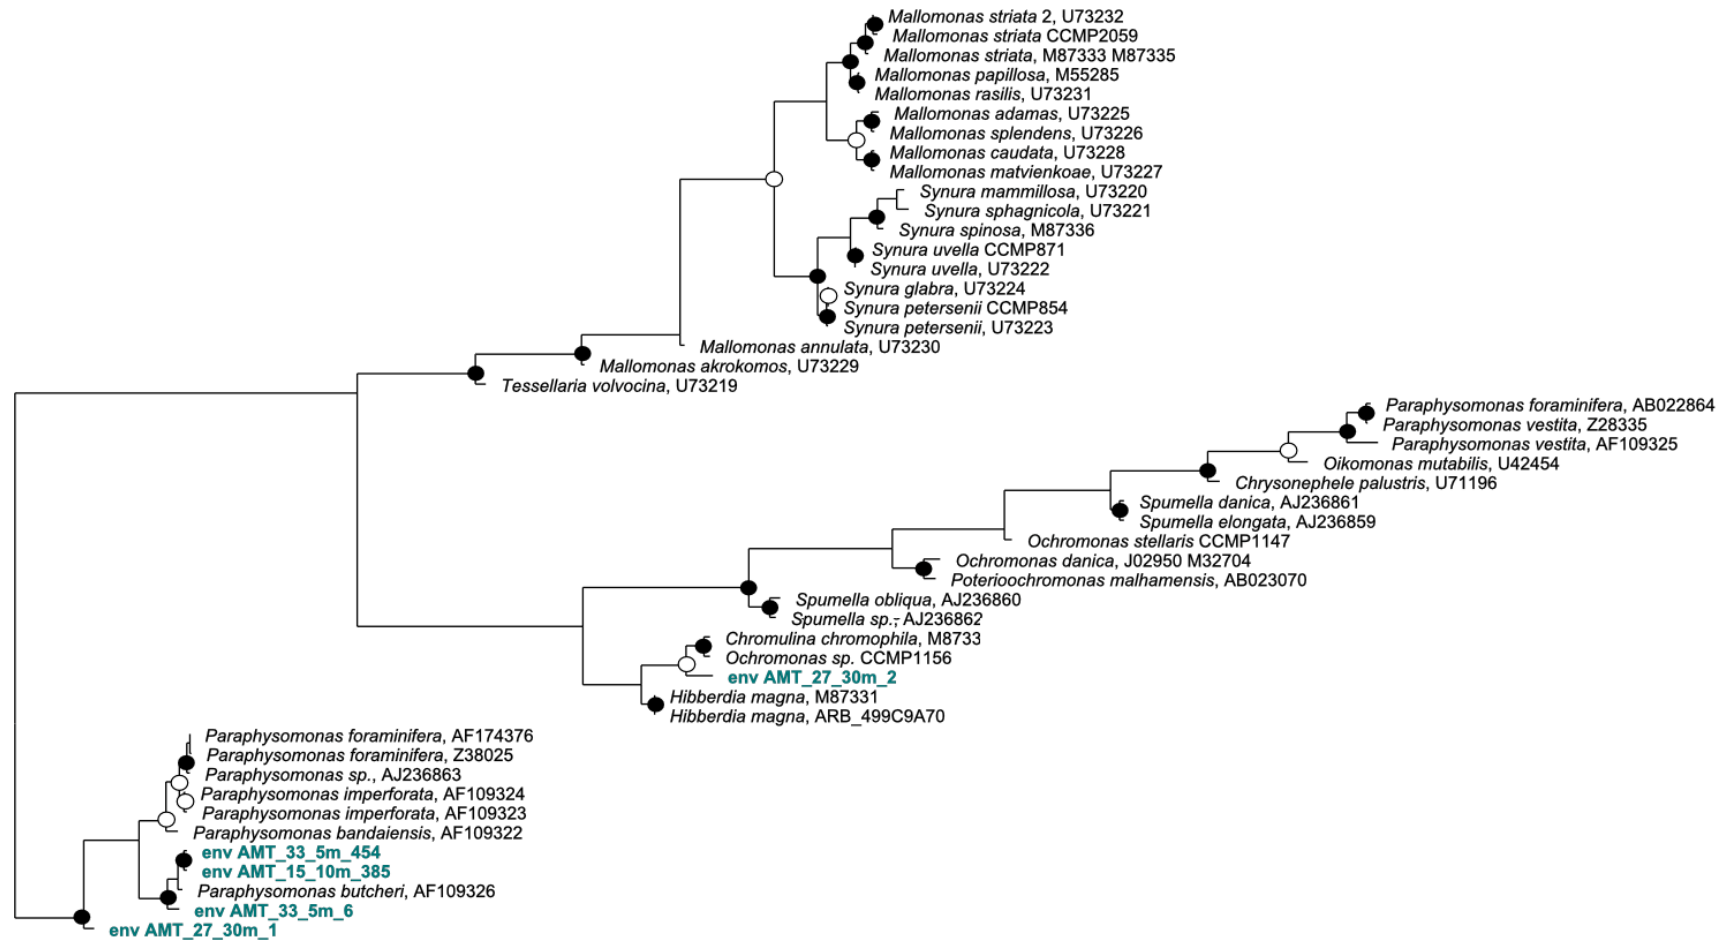 Mallomonas striata 2, U73232
Mallomonas striata CCMP2059
Mallomonas striata, M87333 M87335
Mallomonas papillosa, M55285
Mallomonas rasilis, U73231
Mallomonas adamas, U73225
Mallomonas splendens, U73226
Mallomonas caudata, U73228
Mallomonas matvienkoae, U73227
Synura mammillosa, U73220
Synura sphagnicola, U73221
Synura spinosa, M87336
Synura uvella CCMP871
Synura uvella, U73222
Synura glabra, U73224
Synura petersenii CCMP854
Synura petersenii, U73223
Mallomonas annulata, U73230
Mallomonas akrokomos, U73229
Tessellaria volvocina, U73219
Paraphysomonas foraminifera, AB022864
Paraphysomonas vestita, Z28335
Paraphysomonas vestita, AF109325
Oikomonas mutabilis, U42454
Chrysonephele palustris, U71196
Spumella danica, AJ236861
Spumella elongata, AJ236859
Ochromonas stellaris CCMP1147
Ochromonas danica, J02950 M32704
Poterioochromonas malhamensis, AB023070
Spumella obliqua, AJ236860
Spumella sp., AJ236862
Chromulina chromophila, M8733
Ochromonas sp. CCMP1156
env AMT_27_30m_2
Hibberdia magna, M87331
Hibberdia magna, ARB_499C9A70
Paraphysomonas foraminifera, AF174376
Paraphysomonas foraminifera, Z38025
Paraphysomonas sp., AJ236863
Paraphysomonas imperforata, AF109324
Paraphysomonas imperforata, AF109323
Paraphysomonas bandaiensis, AF109322
env AMT_33_5m_454
env AMT_15_10m_385
Paraphysomonas butcheri, AF109326
env AMT_33_5m_6
env AMT_27_30m_1